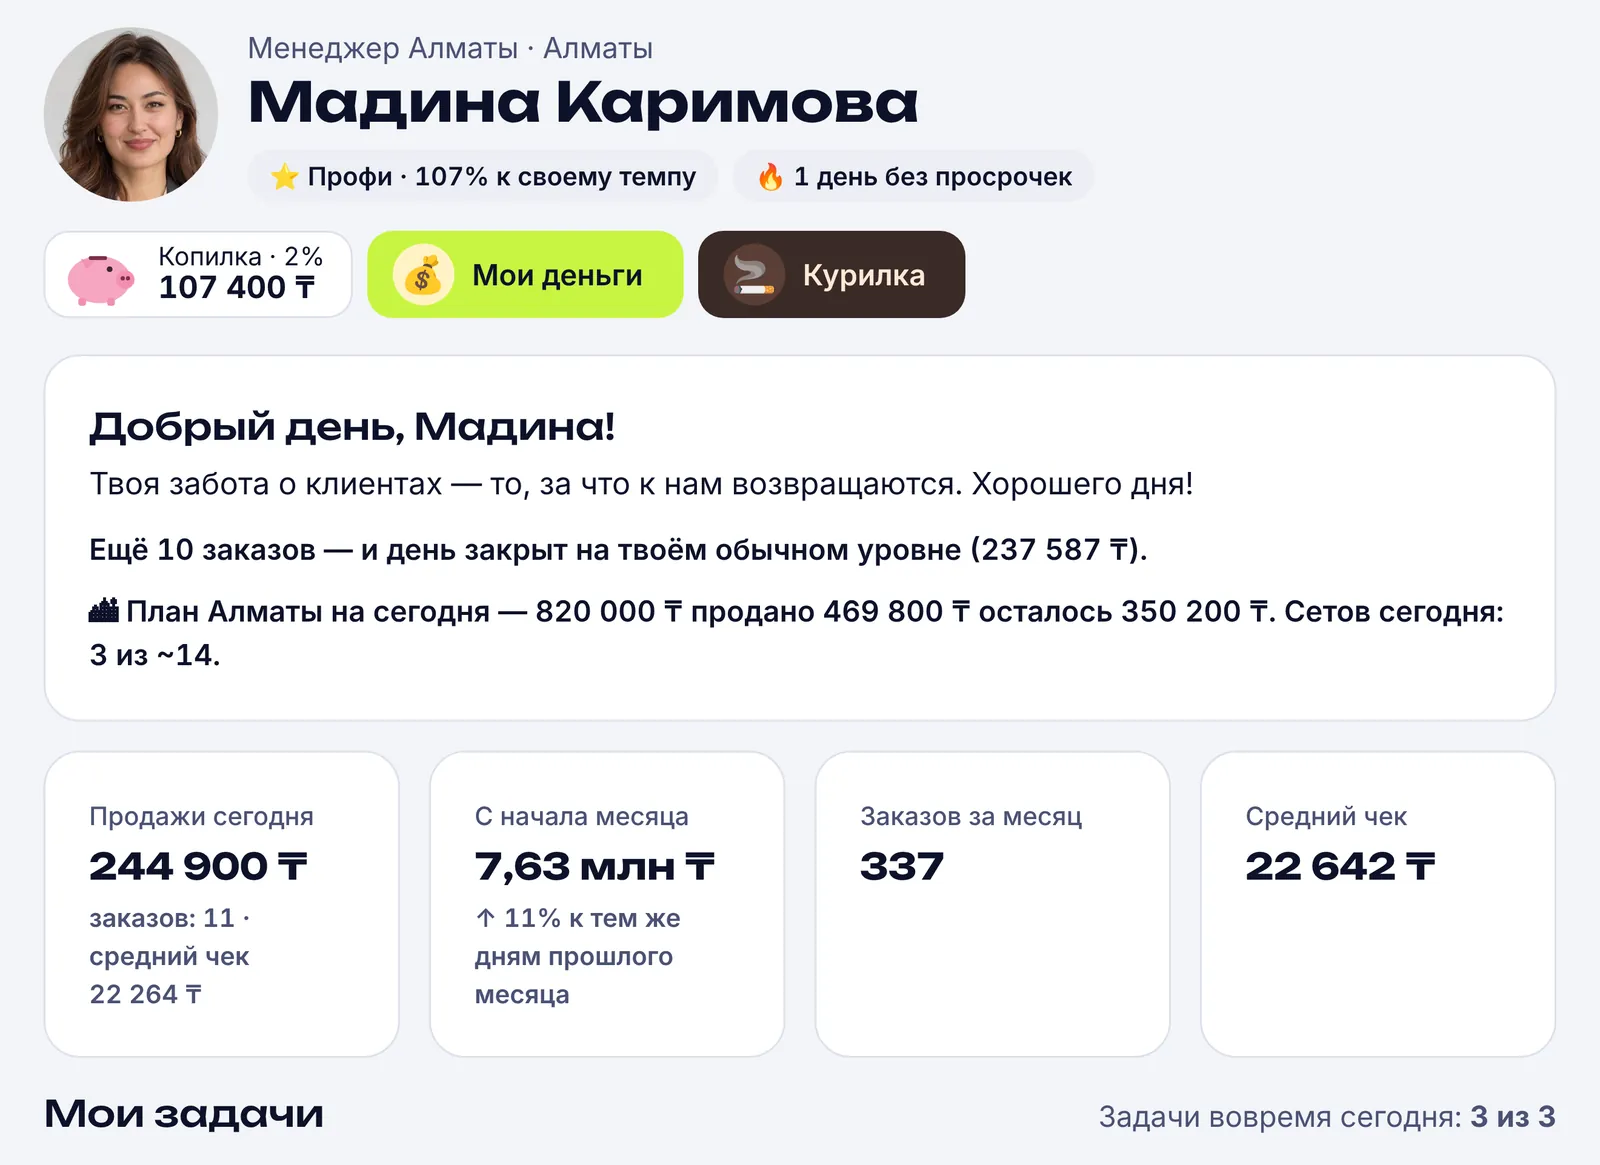 Менеджер Алматы · Алматы
Мадина Каримова
⭐ Профи · 107% к своему темпу
🔥 1 день без просрочек
Копилка · 2%
107 400 ₸
Мои деньги
Курилка
Добрый день, Мадина!
Твоя забота о клиентах — то, за что к нам возвращаются. Хорошего дня!
Ещё 10 заказов — и день закрыт на твоём обычном уровне (237 587 ₸).
🏙 План Алматы на сегодня — 820 000 ₸ продано 469 800 ₸ осталось 350 200 ₸. Сетов сегодня:
3 из ~14.
Продажи сегодня
244 900 ₸
заказов: 11 ·
средний чек
22 264 ₸
С начала месяца
7,63 млн ₸
↑ 11% к тем же
дням прошлого
месяца
Заказов за месяц
337
Средний чек
22 642 ₸
Мои задачи
Задачи вовремя сегодня: 3 из 3